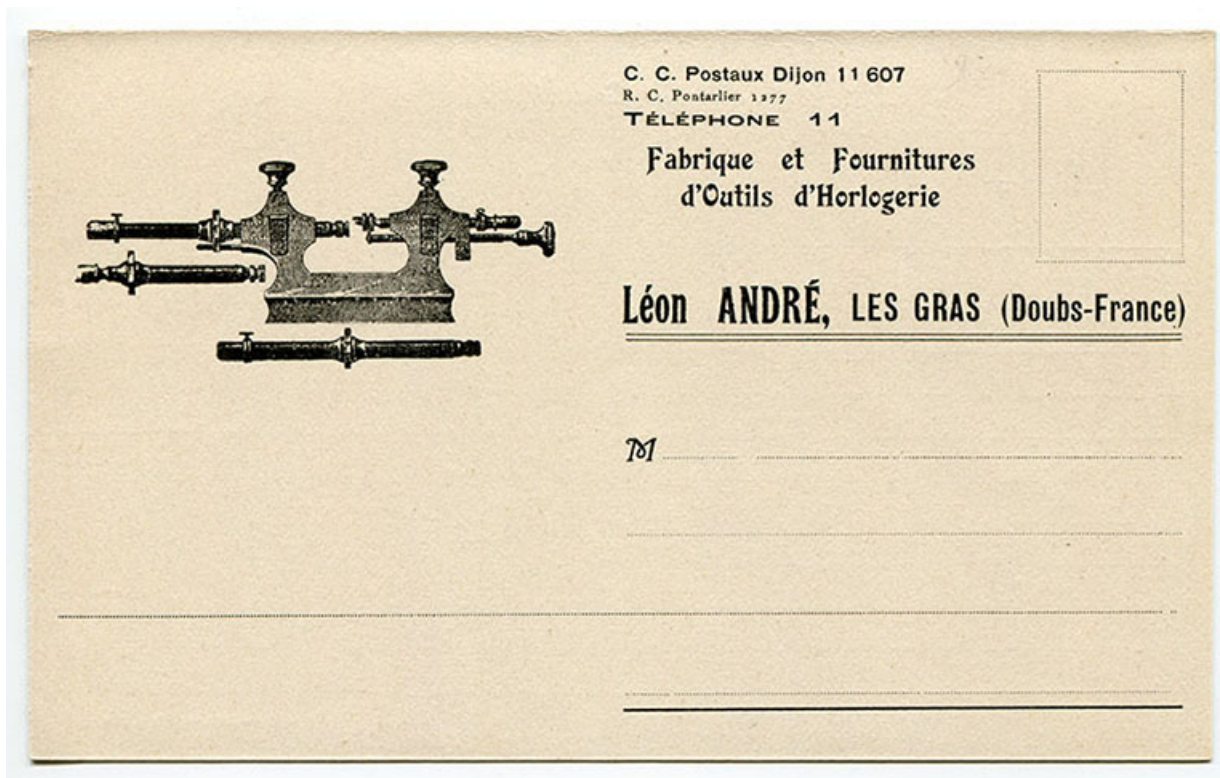 C. C. Postaux Dijon 11 607
R. C. Pontarlier 1277
TÉLÉPHONE 11
Fabrique et Fournitures
d'Outils d'Horlogerie
Léon ANDRÉ, LES GRAS (Doubs-France)
M